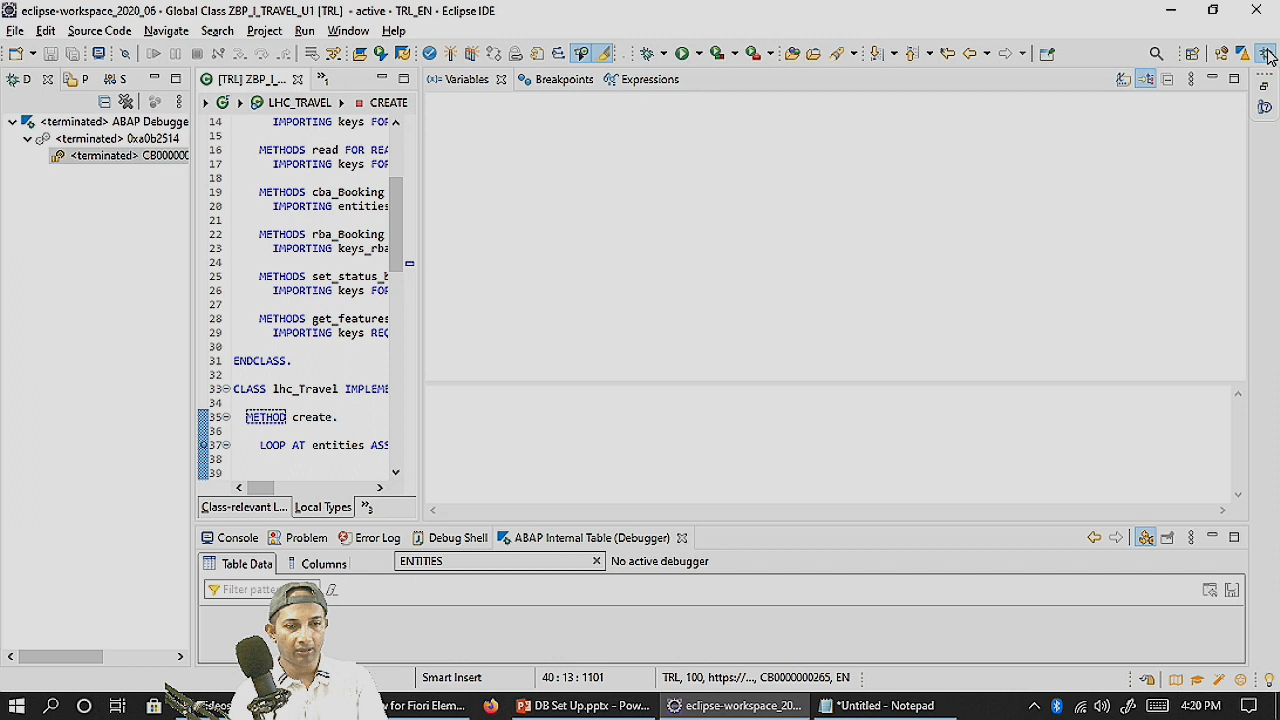 eclipse-workspace_2020_06 - Global Class ZBP_I_TRAVEL_U1 [TRL] - active - TRL_EN - Eclipse IDE
File Edit Source Code Navigate Search Project Run Window Help
D P S
[TRL] ZBP_I_... 1
(x)= Variables Breakpoints Expressions
LHC_TRAVEL CREATE
<terminated> ABAP Debugge
<terminated> 0xa0b2514
<terminated> CB000000
14 IMPORTING keys FOR
15
16 METHODS read FOR REA
17 IMPORTING keys FOR
18
19 METHODS cba_Booking
20 IMPORTING entities
21
22 METHODS rba_Booking
23 IMPORTING keys_rba
24
25 METHODS set_status_b
26 IMPORTING keys FOR
27
28 METHODS get_features
29 IMPORTING keys REQ
30
31 ENDCLASS.
32
33 CLASS lhc_Travel IMPLEME
34
35 METHOD create.
36
37 LOOP AT entities ASS
38
39
Class-relevant L... Local Types 3
Console Problem Error Log Debug Shell ABAP Internal Table (Debugger)
Table Data Columns ENTITIES No active debugger
Filter patte
Smart Insert 40 : 13 : 1101 TRL, 100, https://..., CB0000000265, EN
for Fiori Elem... DB Set Up.pptx - Pow... eclipse-workspace_20... *Untitled - Notepad 4:20 PM